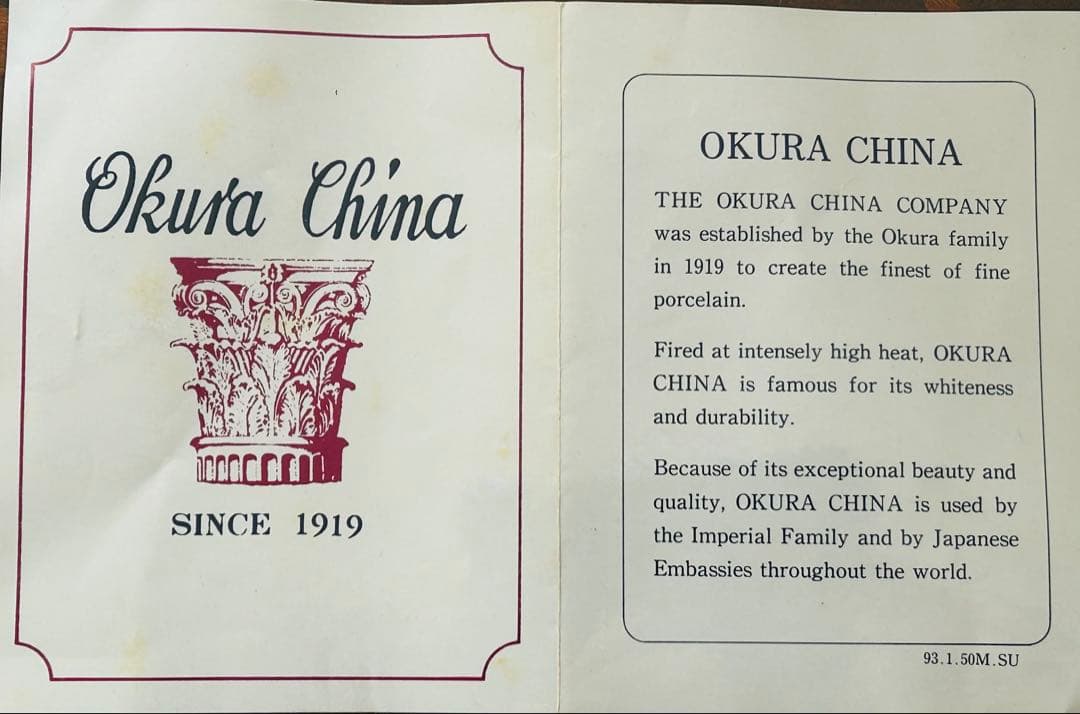 Okura China
SINCE 1919
OKURA CHINA
THE OKURA CHINA COMPANY
was established by the Okura family
in 1919 to create the finest of fine
porcelain.
Fired at intensely high heat, OKURA
CHINA is famous for its whiteness
and durability.
Because of its exceptional beauty and
quality, OKURA CHINA is used by
the Imperial Family and by Japanese
Embassies throughout the world.
93.1.50M.SU